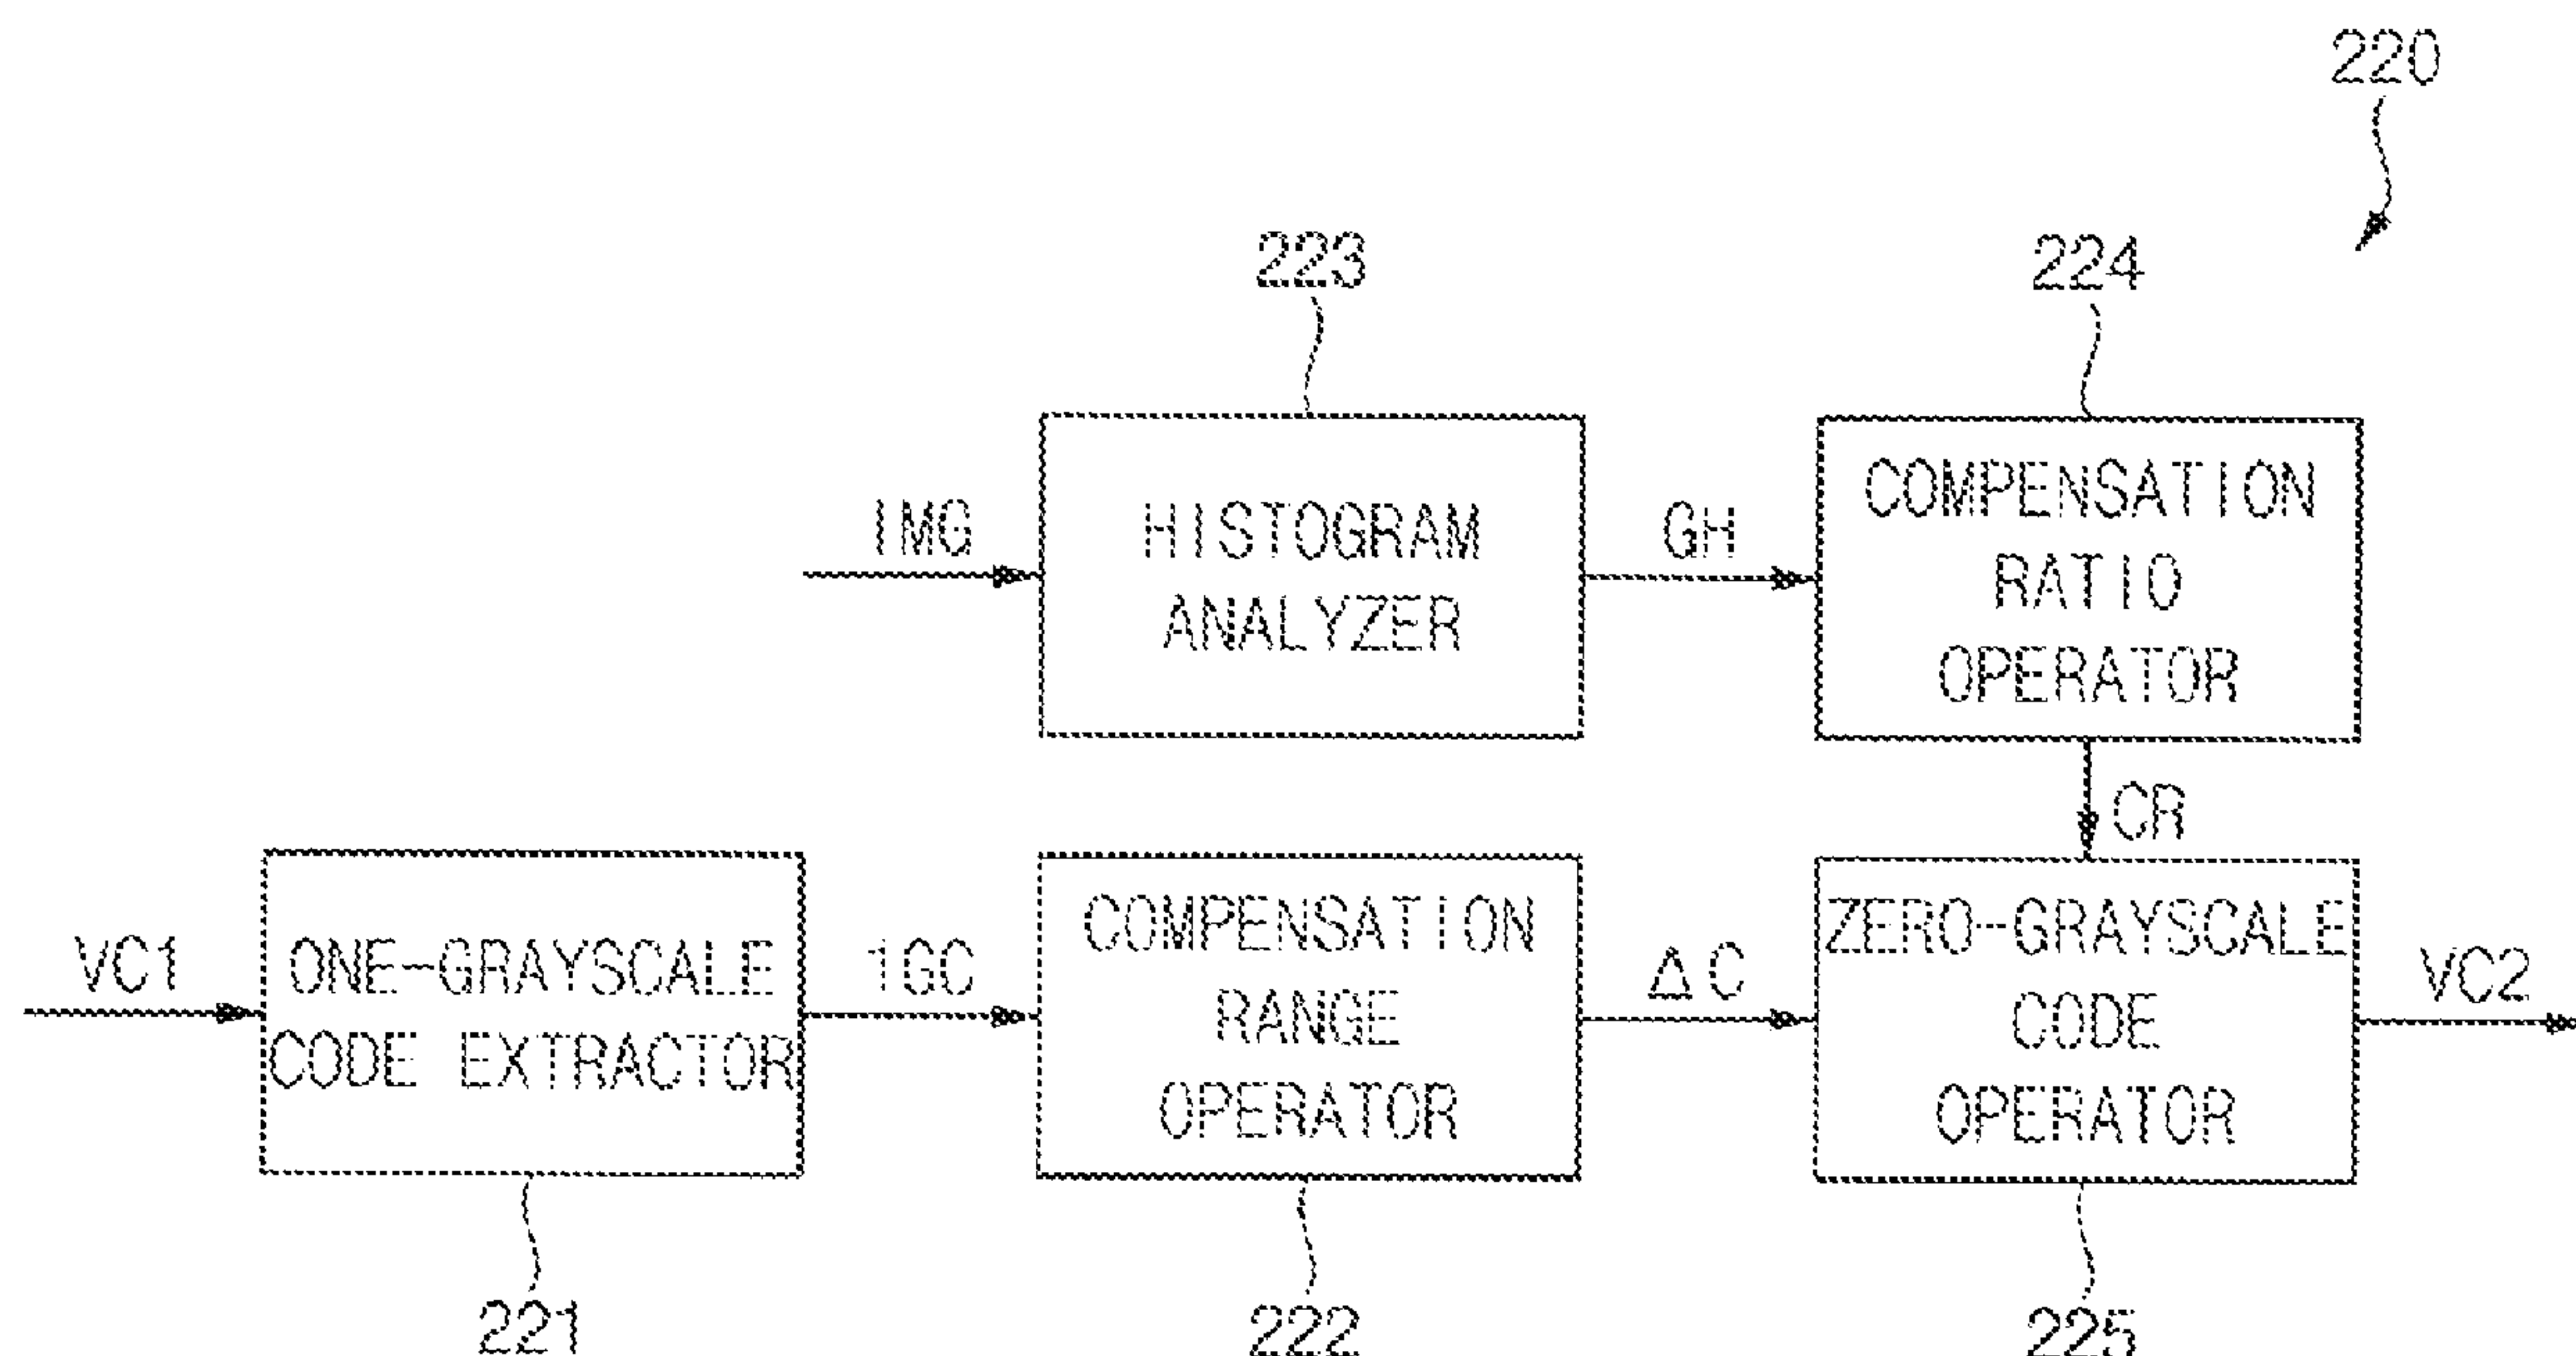 220
223
224
IMG
HISTOGRAM
ANALYZER
GH
COMPENSATION
RATIO
OPERATOR
CR
VC1
ONE-GRAYSCALE
CODE EXTRACTOR
1GC
COMPENSATION
RANGE
OPERATOR
ΔC
ZERO-GRAYSCALE
CODE
OPERATOR
VC2
221
222
225